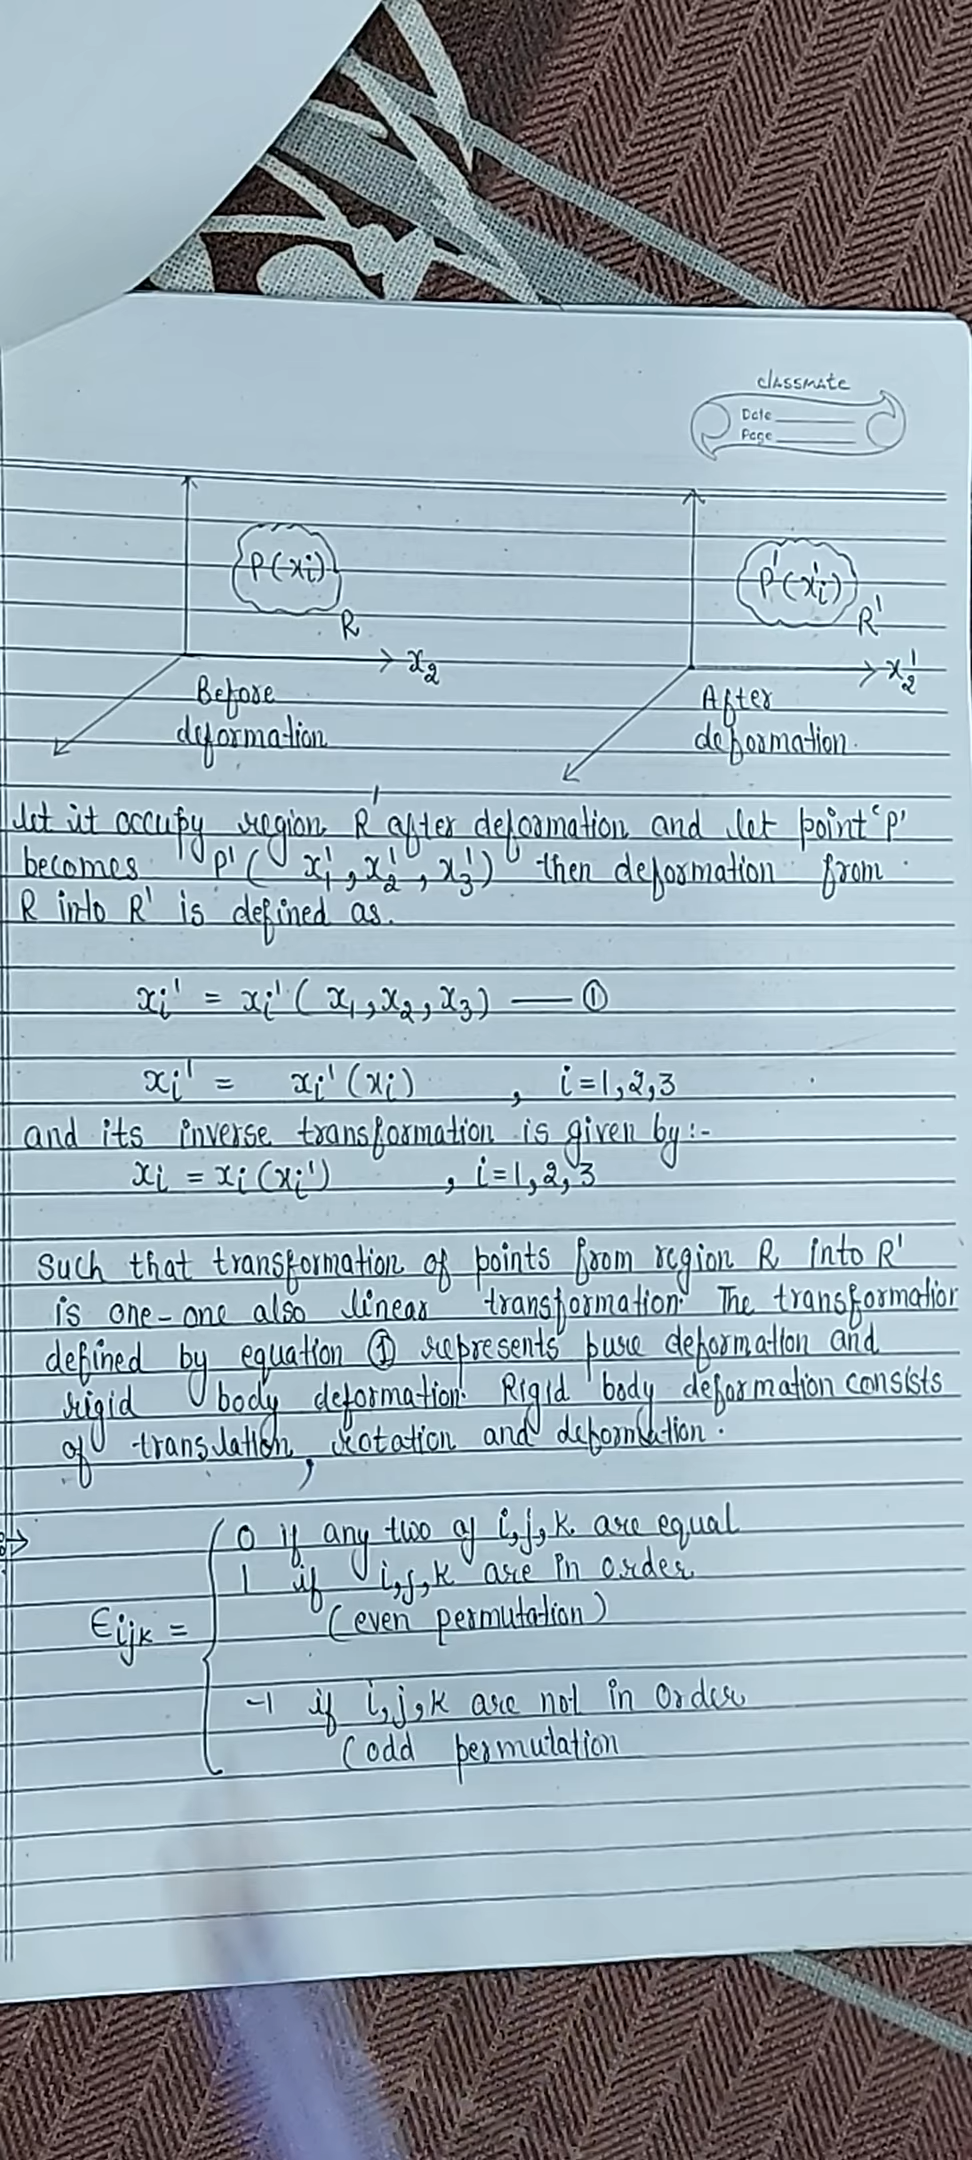 classmate
Date
Page
P(xi)
R
x2
Before
deformation
P'(x'i)
R'
x2'
After
deformation.
let it occupy region R' after deformation and let point 'P'
becomes P'( x1', x2', x3') then deformation from
R into R' is defined as.
xi' = xi' ( x1, x2, x3) — ①
xi' = xi' (xi) , i=1,2,3
and its inverse transformation is given by:-
xi = xi (xi') , i=1,2,3
Such that transformation of points from region R into R'
is one-one also linear transformation. The transformation
defined by equation ① represents pure deformation and
rigid body deformation. Rigid body deformation consists
of translation, rotation and deformation.
ϵijk = { 0 if any two of i,j,k are equal
1 if i,j,k are in order
(even permutation)
-1 if i,j,k are not in order
(odd permutation